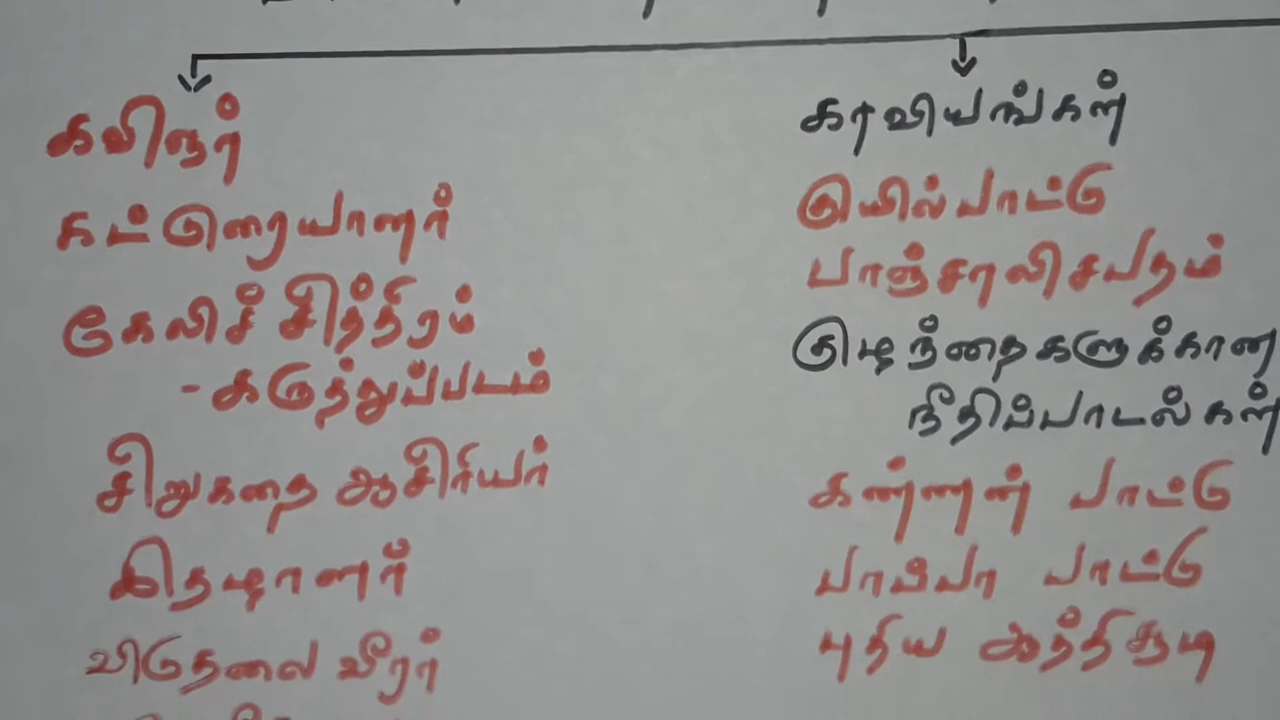 கவிஞர்
கட்டுரையாளர்
கேலிச் சித்திரம்
- கருத்துப்படம்
சிறுகதை ஆசிரியர்
இதழாளர்
விடுதலை வீரர்
காவியங்கள்
குயில்பாட்டு
பாஞ்சாலிசபதம்
குழந்தைகளுக்கான
நீதிப்பாடல்கள்
கண்ணன் பாட்டு
பாப்பா பாட்டு
புதிய ஆத்திசூடி